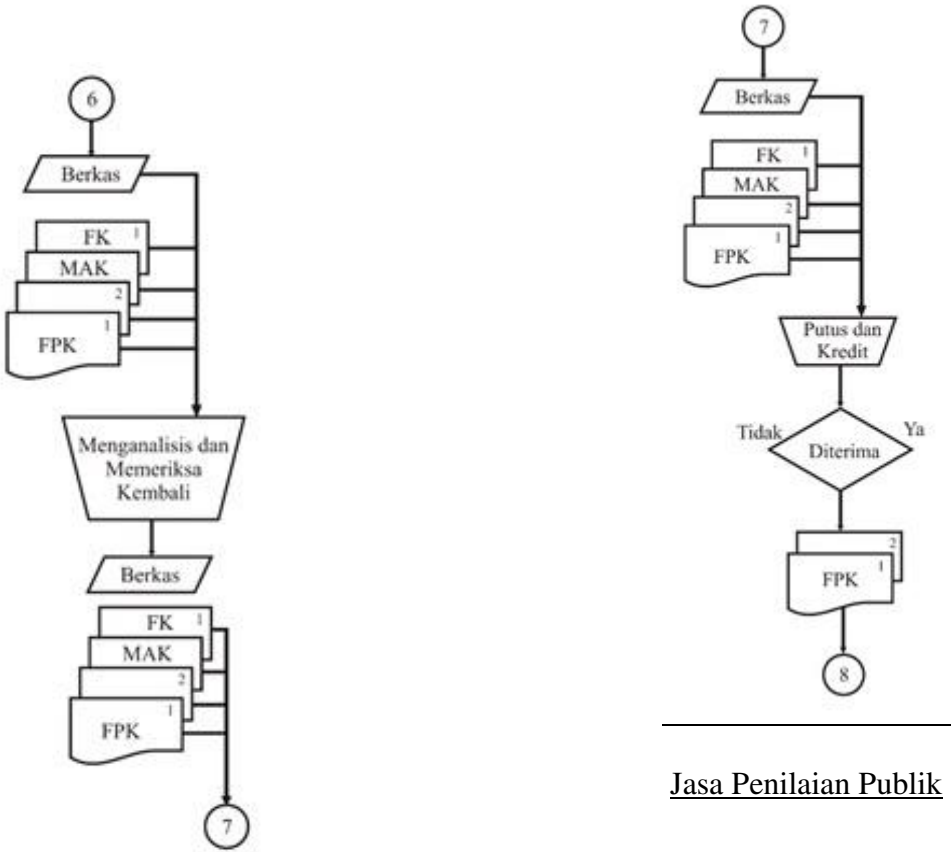 6
Berkas
FK 1
MAK
2
1
FPK
Menganalisis dan
Memeriksa
Kembali
Berkas
FK 1
MAK
2
1
FPK
7
7
Berkas
FK 1
MAK
2
1
FPK
Putus dan
Kredit
Tidak
Ya
Diterima
2
1
FPK
8
Jasa Penilaian Publik